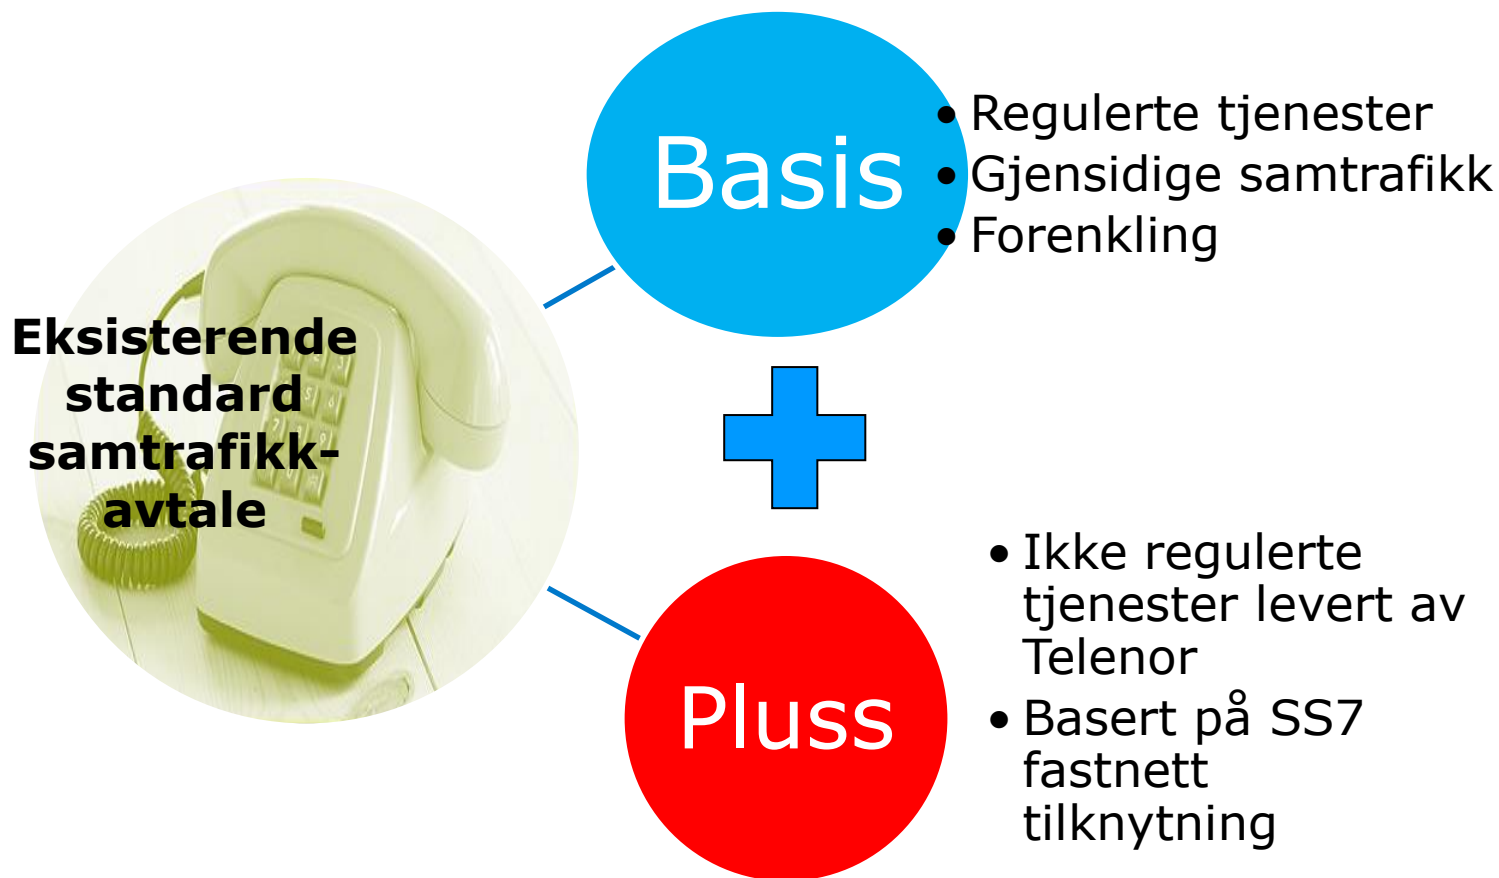 Eksisterende
standard
samtrafikk-
avtale
Basis
• Regulerte tjenester
• Gjensidige samtrafikk
• Forenkling
Pluss
• Ikke regulerte
tjenester levert av
Telenor
• Basert på SS7
fastnett
tilknytning